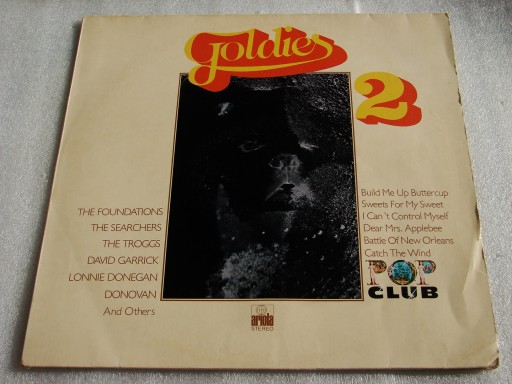 Goldies
2
THE FOUNDATIONS
THE SEARCHERS
THE TROGGS
DAVID GARRICK
LONNIE DONEGAN
DONOVAN
And Others
Build Me Up Buttercup
Sweets For My Sweet
I Can't Control Myself
Dear Mrs. Applebee
Battle Of New Orleans
Catch The Wind
POP
CLUB
ariola
STEREO